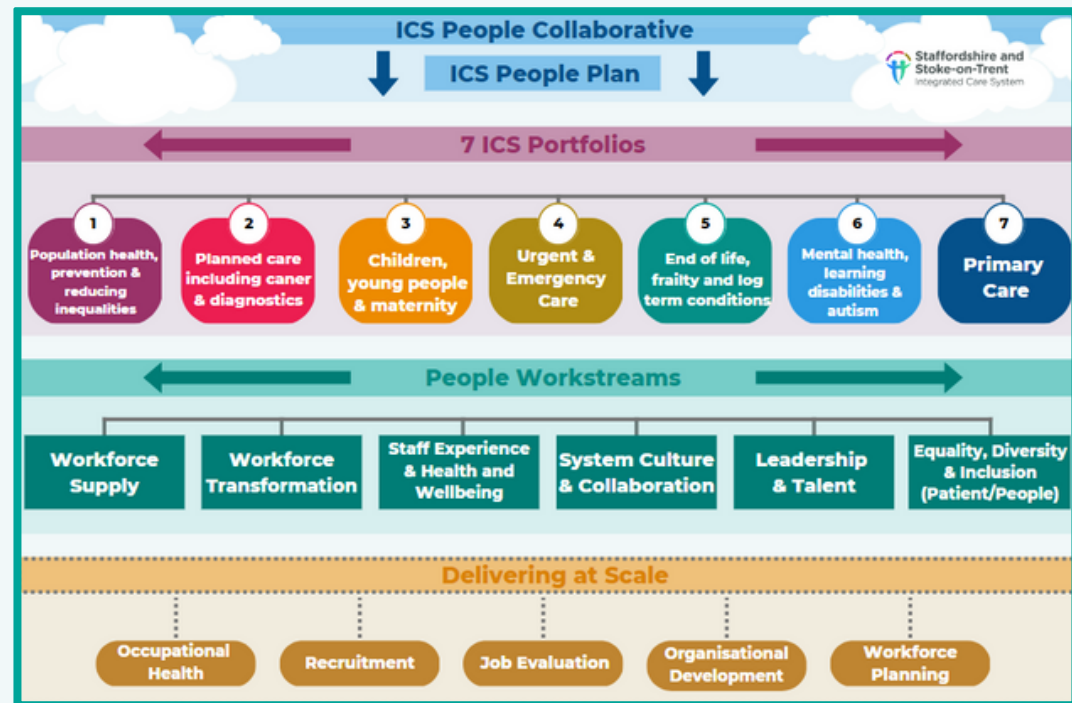 ICS People Collaborative
ICS People Plan
Staffordshire and
Stoke-on-Trent
Integrated Care System
7 ICS Portfolios
1
Population health,
prevention &
reducing
inequalities
2
Planned care
including caner
& diagnostics
3
Children,
young people
& maternity
4
Urgent &
Emergency
Care
5
End of life,
frailty and log
term conditions
6
Mental health,
learning
disabilities &
autism
7
Primary
Care
People Workstreams
Workforce
Supply
Workforce
Transformation
Staff Experience
& Health and
Wellbeing
System Culture
& Collaboration
Leadership
& Talent
Equality, Diversity
& Inclusion
(Patient/People)
Delivering at Scale
Occupational
Health
Recruitment
Job Evaluation
Organisational
Development
Workforce
Planning